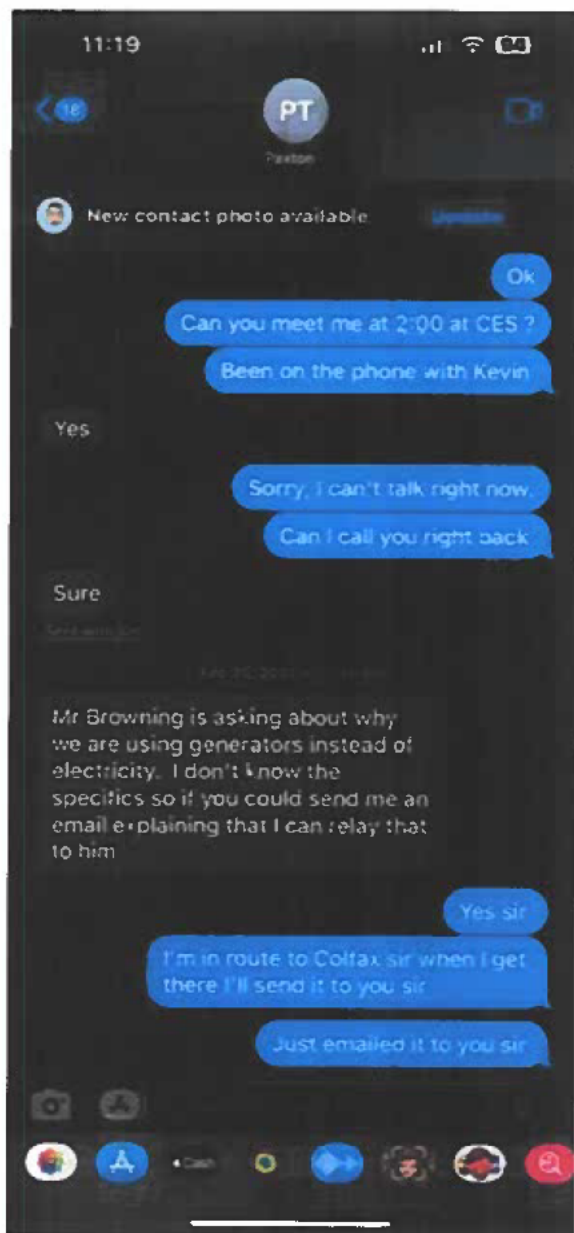 11:19
18
PT
Paxton
New contact photo available
Update
Ok
Can you meet me at 2:00 at CES ?
Been on the phone with Kevin
Yes
Sorry, I can't talk right now.
Can I call you right back
Sure
Mr Browning is asking about why
we are using generators instead of
electricity. I don't know the
specifics so if you could send me an
email explaining that I can relay that
to him
Yes sir
I'm in route to Colfax sir when I get
there I'll send it to you sir
Just emailed it to you sir
Cash